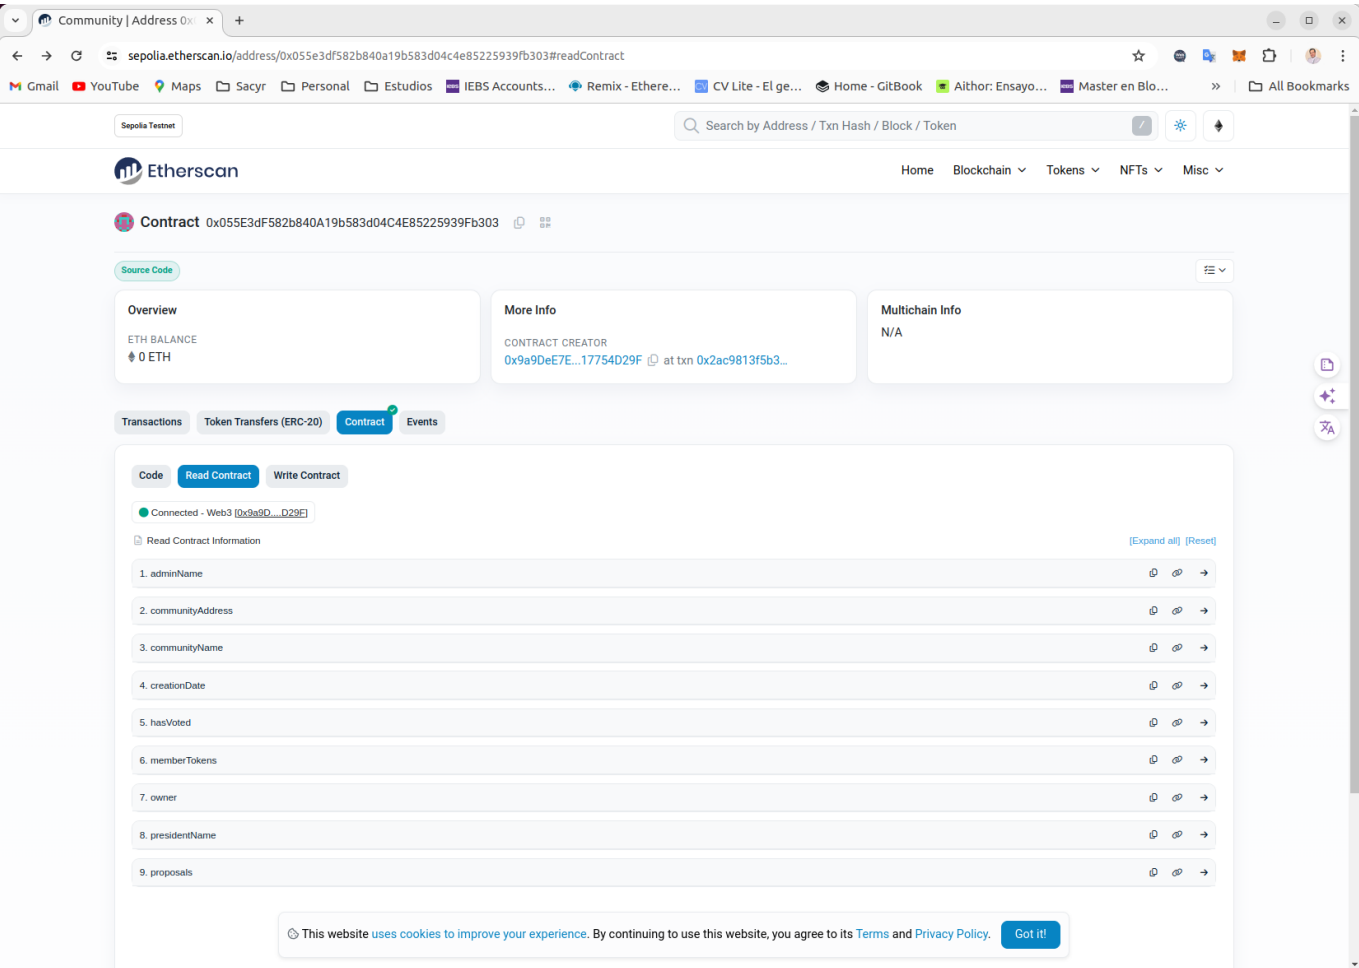 Community | Address 0x
sepolia.etherscan.io/address/0x055e3df582b840a19b583d04c4e85225939fb303#readContract
Gmail YouTube Maps Sacyr Personal Estudios IEBS Accounts... Remix - Ethere... CV Lite - El ge... Home - GitBook Aithor: Ensayo... Master en Blo... » All Bookmarks
Sepolia Testnet
Search by Address / Txn Hash / Block / Token /
Etherscan
Home Blockchain Tokens NFTs Misc
Contract 0x055E3dF582b840A19b583d04C4E85225939Fb303
Source Code
Overview
ETH BALANCE
0 ETH
More Info
CONTRACT CREATOR
0x9a9DeE7E...17754D29F at txn 0x2ac9813f5b3...
Multichain Info
N/A
Transactions Token Transfers (ERC-20) Contract Events
Code Read Contract Write Contract
Connected - Web3 [0x9a9D....D29F]
Read Contract Information
[Expand all] [Reset]
1. adminName
2. communityAddress
3. communityName
4. creationDate
5. hasVoted
6. memberTokens
7. owner
8. presidentName
9. proposals
This website uses cookies to improve your experience. By continuing to use this website, you agree to its Terms and Privacy Policy. Got it!